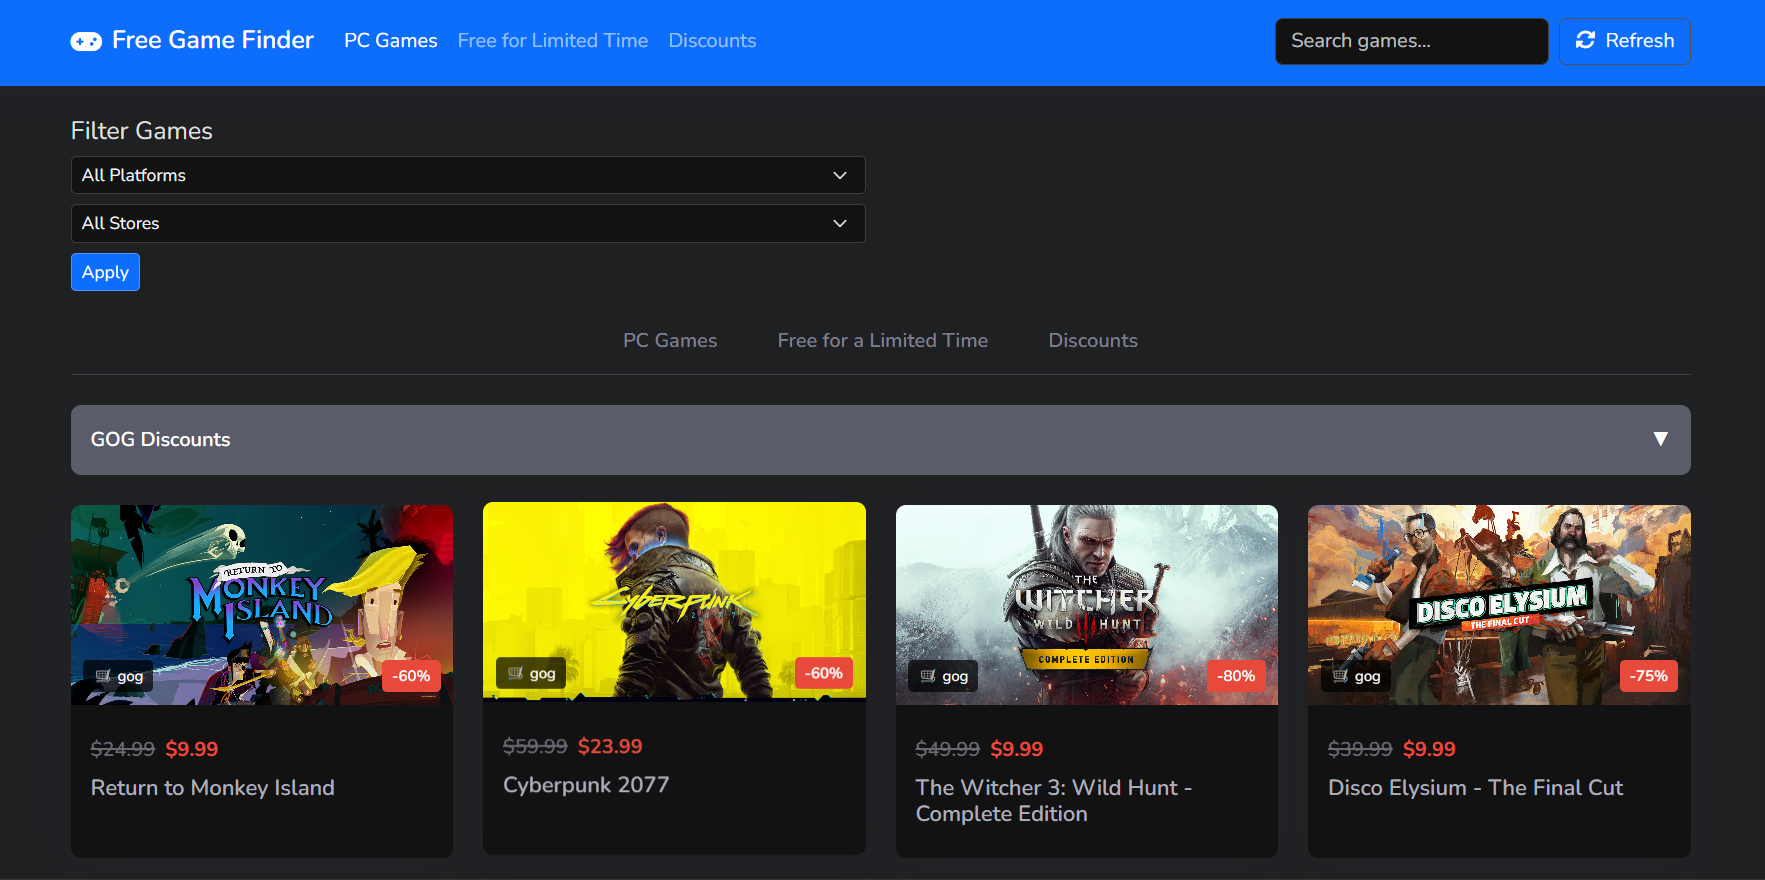 Free Game Finder
PC Games
Free for Limited Time
Discounts
Search games...
Refresh
Filter Games
All Platforms
All Stores
Apply
PC Games
Free for a Limited Time
Discounts
GOG Discounts
RETURN TO
MONKEY
ISLAND
gog
-60%
$24.99 $9.99
Return to Monkey Island
CYBERPUNK
gog
-60%
$59.99 $23.99
Cyberpunk 2077
THE
WITCHER
WILD HUNT
COMPLETE EDITION
gog
-80%
$49.99 $9.99
The Witcher 3: Wild Hunt -
Complete Edition
DISCO ELYSIUM
THE FINAL CUT
gog
-75%
$39.99 $9.99
Disco Elysium - The Final Cut